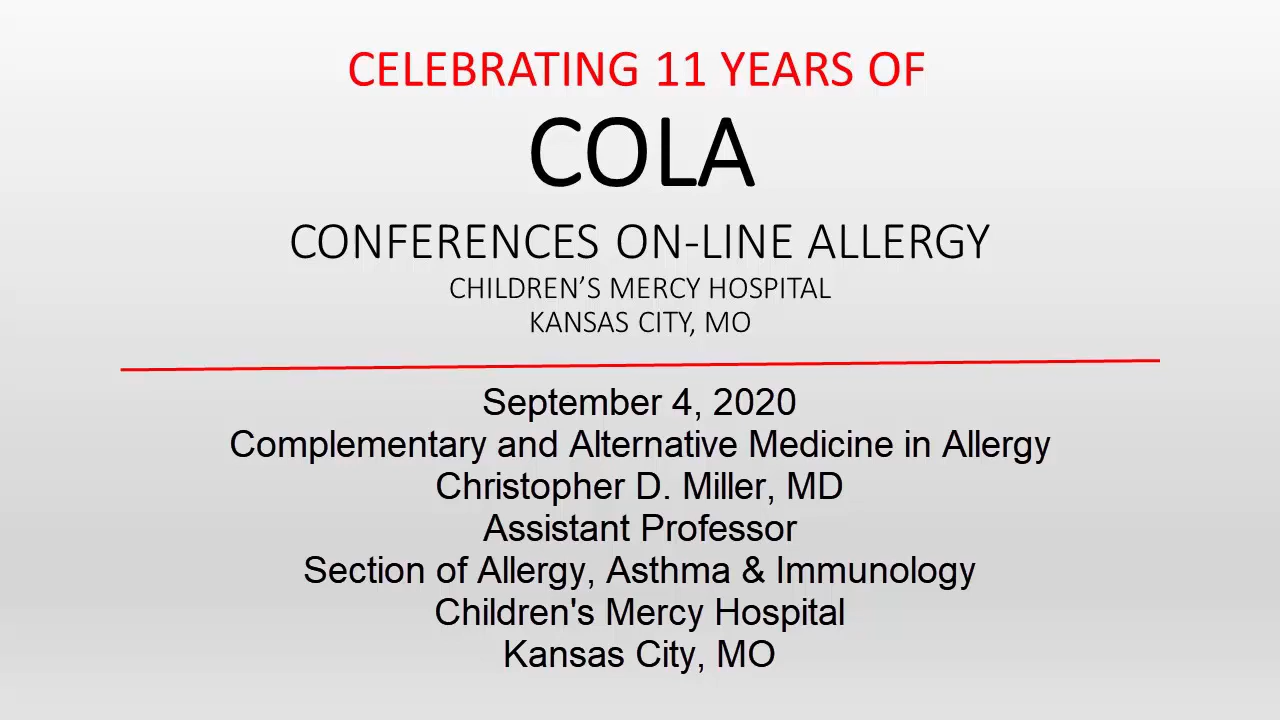 CELEBRATING 11 YEARS OF
COLA
CONFERENCES ON-LINE ALLERGY
CHILDREN’S MERCY HOSPITAL
KANSAS CITY, MO
September 4, 2020
Complementary and Alternative Medicine in Allergy
Christopher D. Miller, MD
Assistant Professor
Section of Allergy, Asthma & Immunology
Children's Mercy Hospital
Kansas City, MO